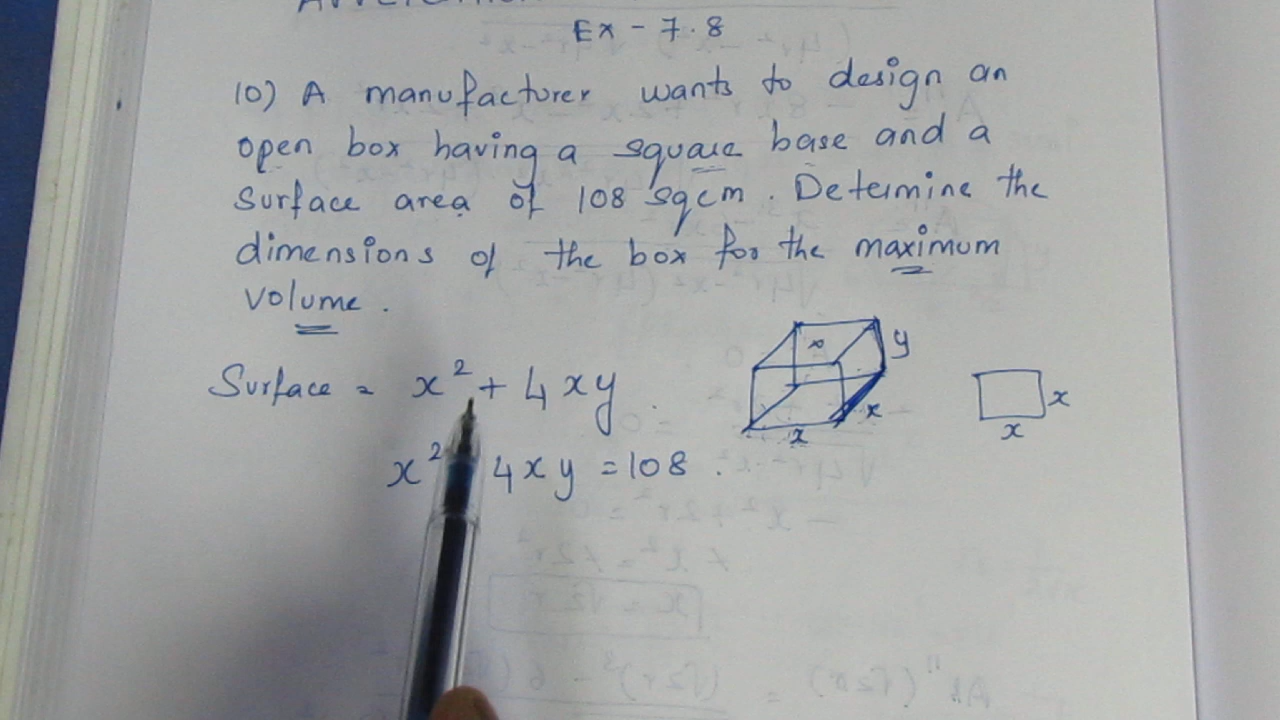 Ex - 7.8
10) A manufacturer wants to design an
open box having a square base and a
surface area of 108 sqcm. Determine the
dimensions of the box for the maximum
volume.
Surface = x² + 4xy
x² 4xy = 108.
x
y
x
x
x
x